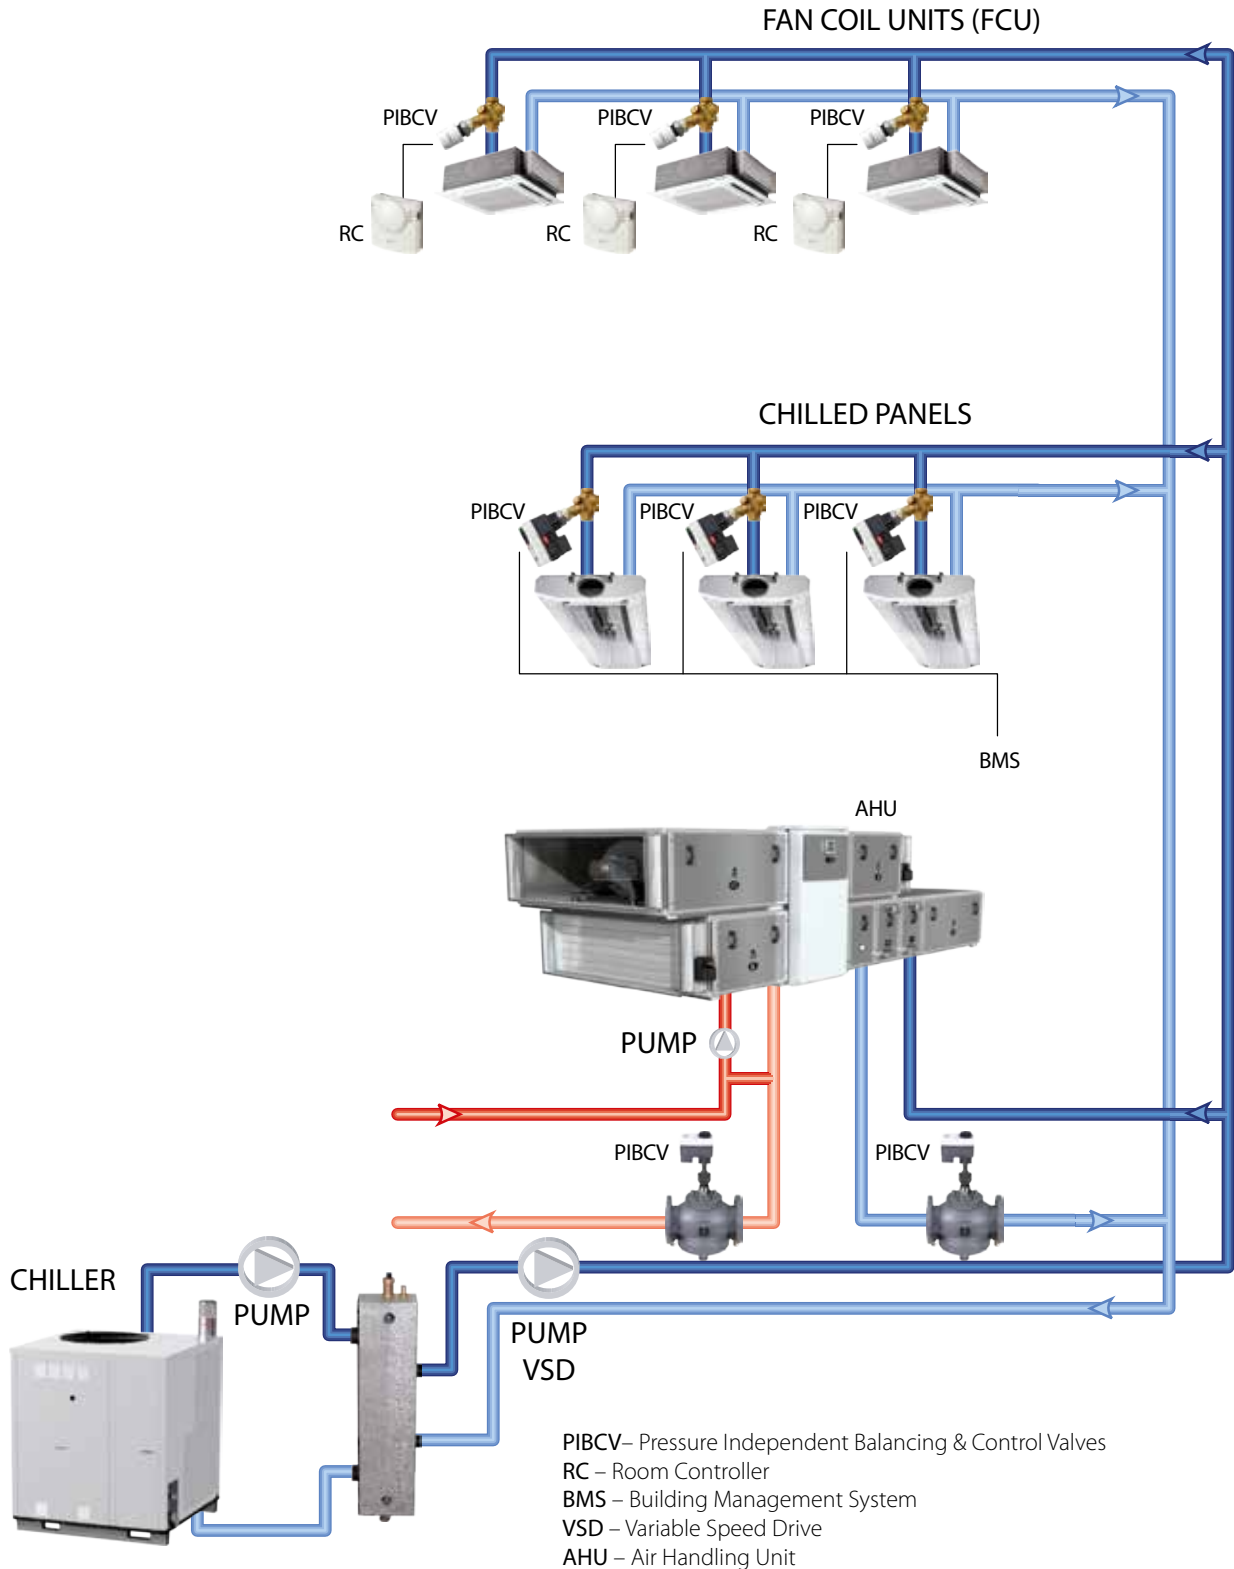 FAN COIL UNITS (FCU)
PIBCV PIBCV PIBCV
RC RC RC
CHILLED PANELS
PIBCV PIBCV PIBCV
BMS
AHU
PUMP
PIBCV PIBCV
CHILLER
PUMP
PUMP
VSD
PIBCV– Pressure Independent Balancing & Control Valves
RC – Room Controller
BMS – Building Management System
VSD – Variable Speed Drive
AHU – Air Handling Unit